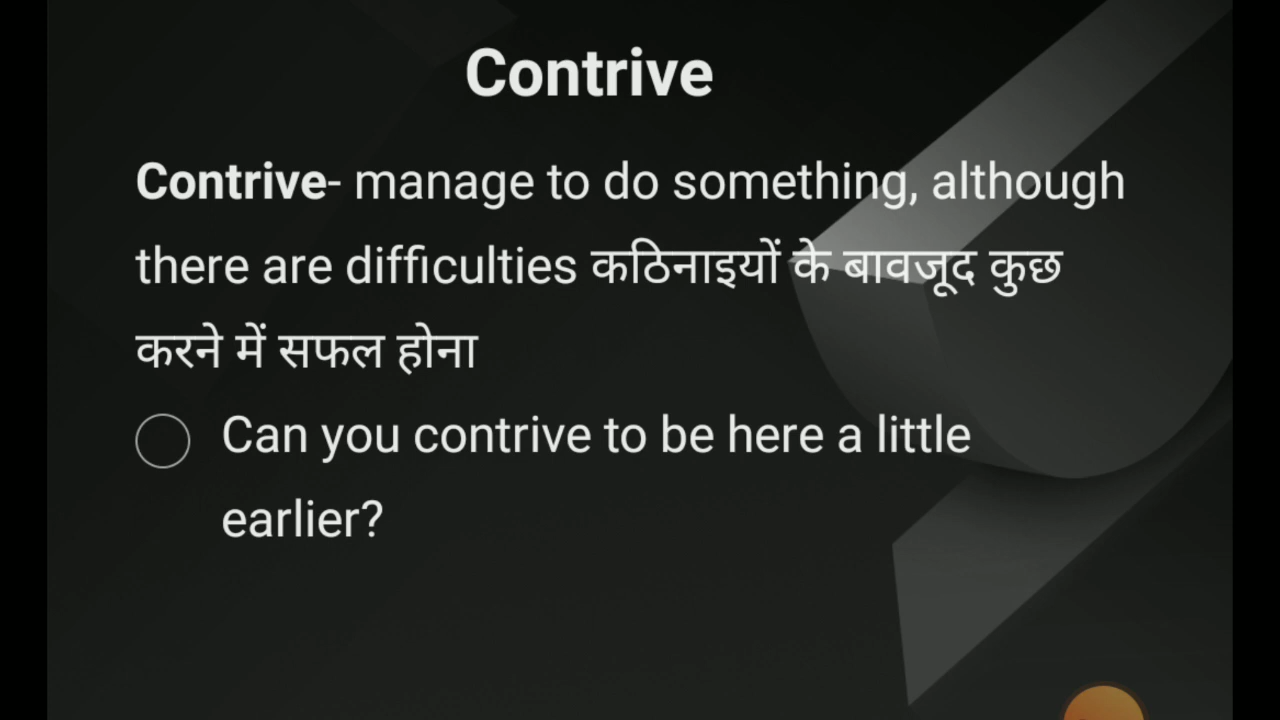 Contrive
Contrive- manage to do something, although
there are difficulties कठिनाइयों के बावजूद कुछ
करने में सफल होना
Can you contrive to be here a little
earlier?